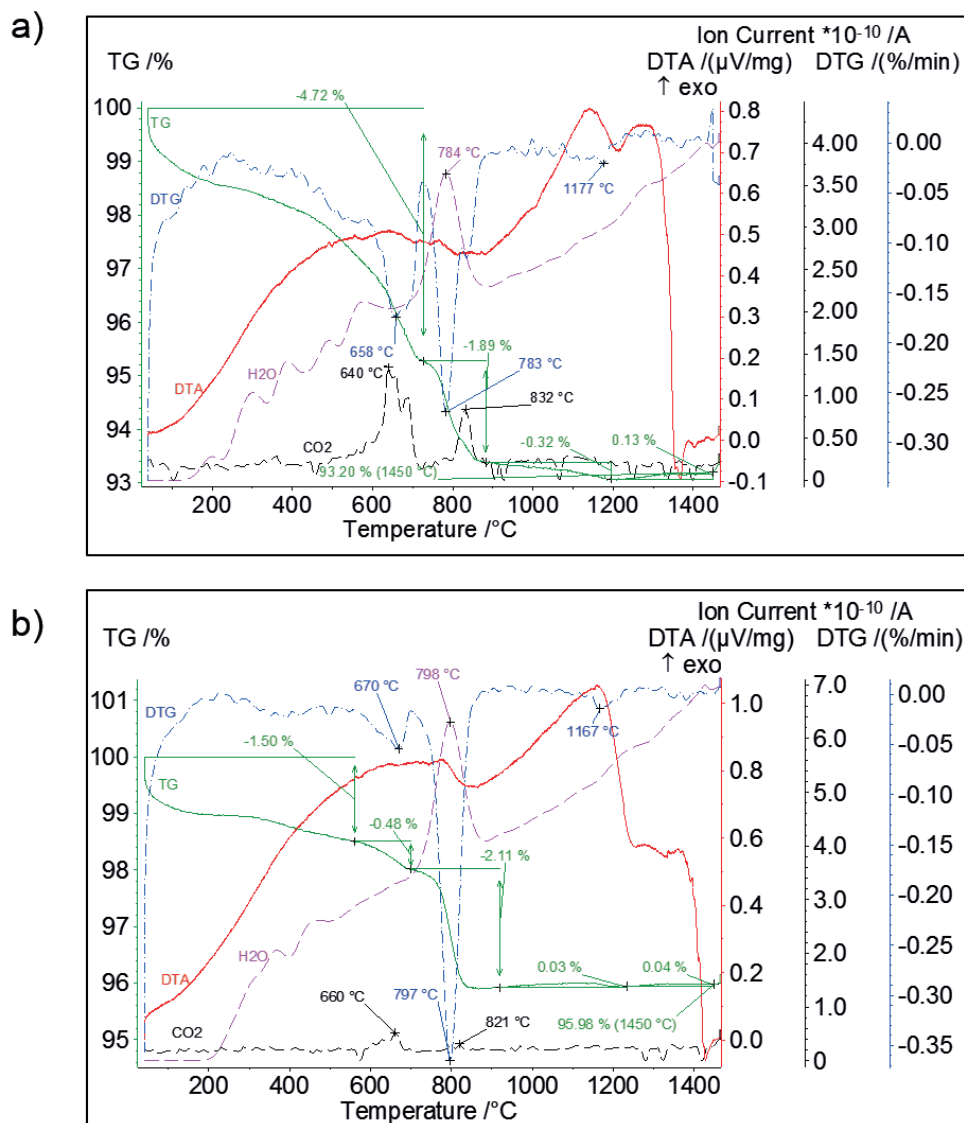 a)
Ion Current *10⁻¹⁰ /A
TG /% DTA /(µV/mg) DTG /(%/min)
↑ exo
-4.72 %
100 0.8
TG 4.00 0.00
99 784 °C 0.7
3.50
DTG 1177 °C 0.6 -0.05
98 3.00
0.5 -0.10
97 2.50
0.4 -0.15
96 2.00 0.3
658 °C -1.89 % -0.20
H2O 640 °C 783 °C 1.50
95 DTA 0.2
832 °C 1.00 -0.25
94 0.1
CO2 -0.32 % 0.13 % 0.50 0.0 -0.30
93.20 % (1450 °C)
93 0 -0.1
200 400 600 800 1000 1200 1400
Temperature /°C
b)
Ion Current *10⁻¹⁰ /A
TG /% DTA /(µV/mg) DTG /(%/min)
↑ exo
670 °C 798 °C
101 DTG 1.0 7.0 0.00
1167 °C
-1.50 % 6.0 -0.05
100
TG 0.8 5.0 -0.10
99
-0.48 % 0.6 -0.15
98 -2.11 % 4.0
-0.20
97 0.4 3.0
H2O -0.25
2.0
96 DTA 0.03 % 0.04 % 0.2
660 °C 797 °C 95.98 % (1450 °C) 1.0 -0.30
821 °C
95 CO2 0.0 0 -0.35
200 400 600 800 1000 1200 1400
Temperature /°C